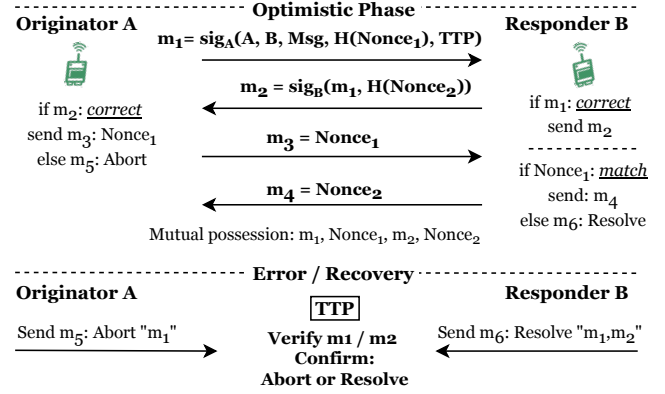 Optimistic Phase
Originator A
Responder B
m1= sigA(A, B, Msg, H(Nonce1), TTP)
m2 = sigB(m1, H(Nonce2))
if m2: correct
send m3: Nonce1
else m5: Abort
if m1: correct
send m2
m3 = Nonce1
if Nonce1: match
send: m4
else m6: Resolve
m4 = Nonce2
Mutual possession: m1, Nonce1, m2, Nonce2
Error / Recovery
Originator A
Responder B
TTP
Send m5: Abort "m1"
Verify m1 / m2
Confirm:
Abort or Resolve
Send m6: Resolve "m1,m2"